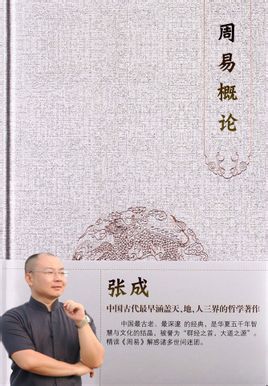 周易概论
张成
中国古代最早涵盖天、地、人三界的哲学著作
中国最古老、最深邃的经典，是华夏五千年智
慧与文化的结晶，被誉为“群经之首，大道之源”。
精读《周易》解惑诸多世间迷团。